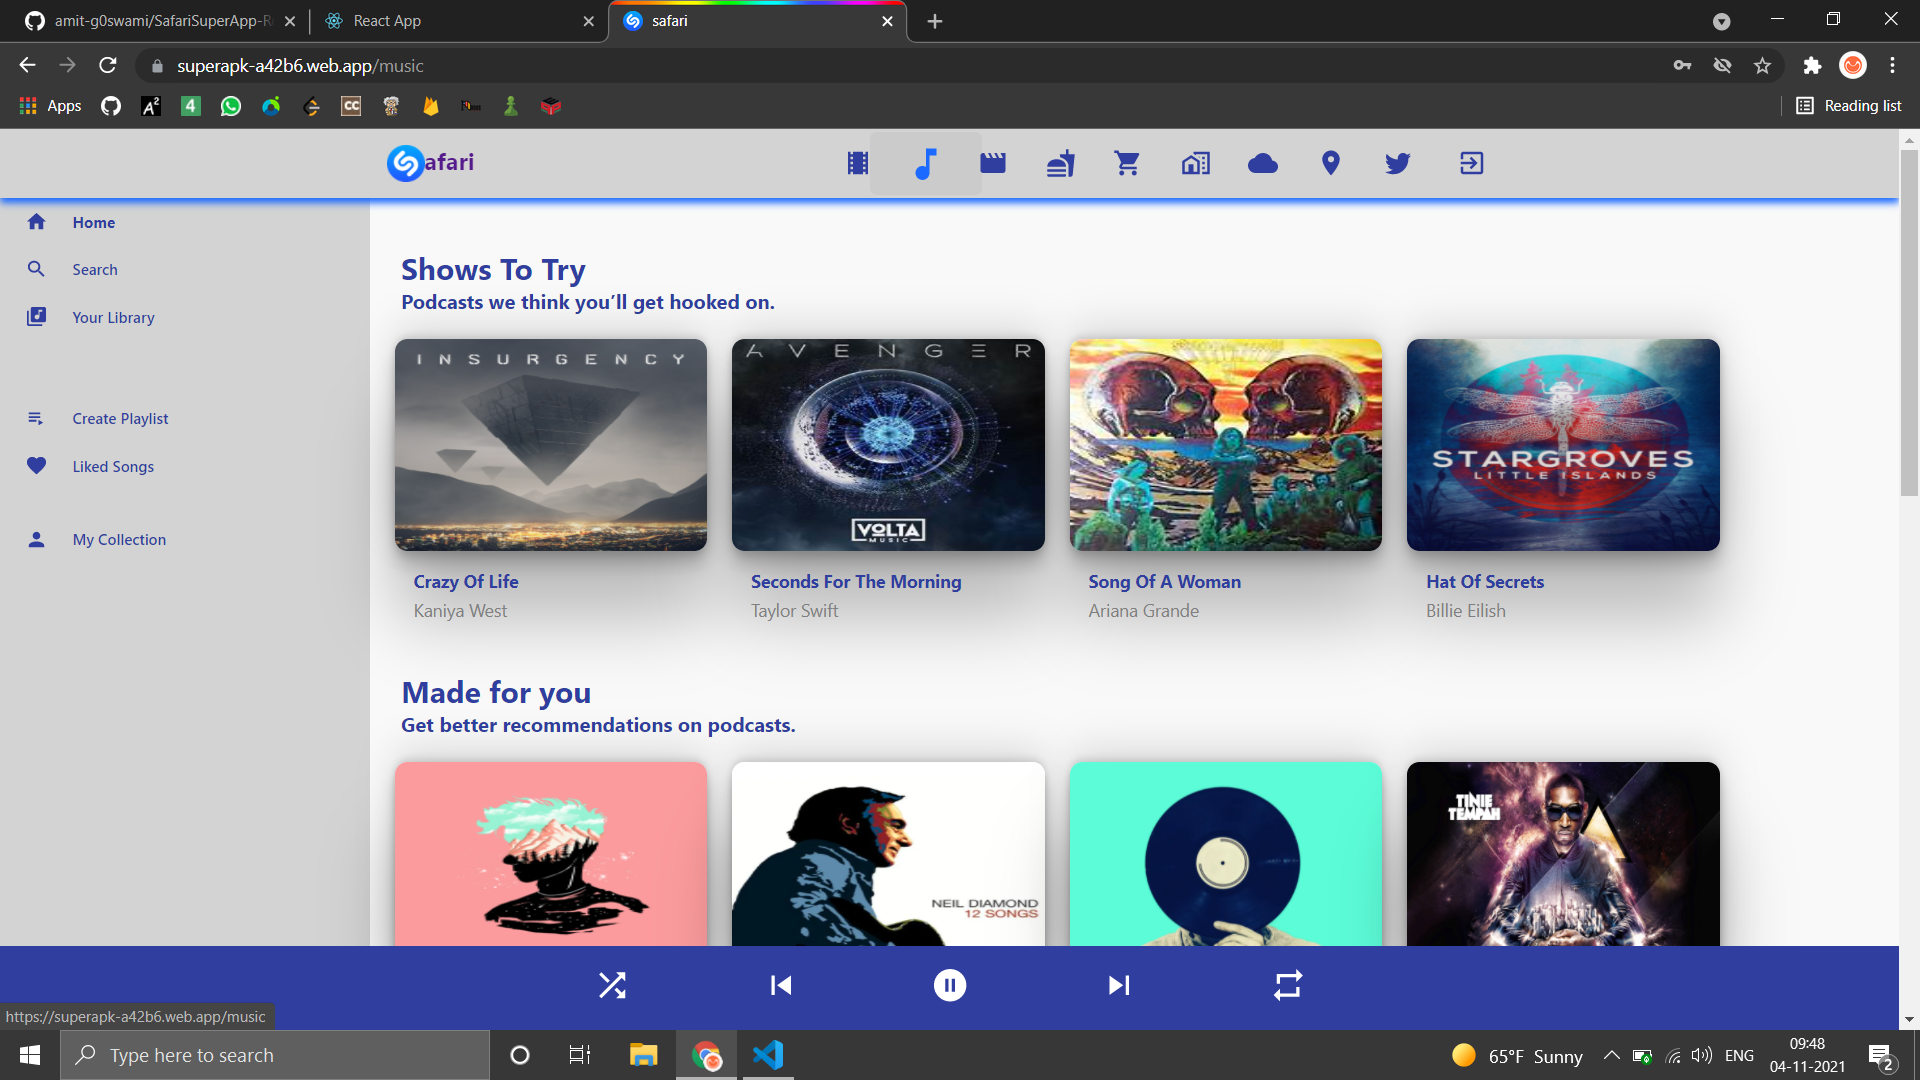 amit-g0swami/SafariSuperApp-R
React App
safari
superapk-a42b6.web.app/music
Apps
A²
4
CC
Reading list
afari
Home
Search
Your Library
Create Playlist
Liked Songs
My Collection
Shows To Try
Podcasts we think you’ll get hooked on.
INSURGENCY
AVENGER
VOLTA
MUSIC
STARGROVES
LITTLE ISLANDS
Crazy Of Life
Kaniya West
Seconds For The Morning
Taylor Swift
Song Of A Woman
Ariana Grande
Hat Of Secrets
Billie Eilish
Made for you
Get better recommendations on podcasts.
NEIL DIAMOND
12 SONGS
TINIE
TEMPAH
https://superapk-a42b6.web.app/music
Type here to search
65°F Sunny
ENG
09:48
04-11-2021
2